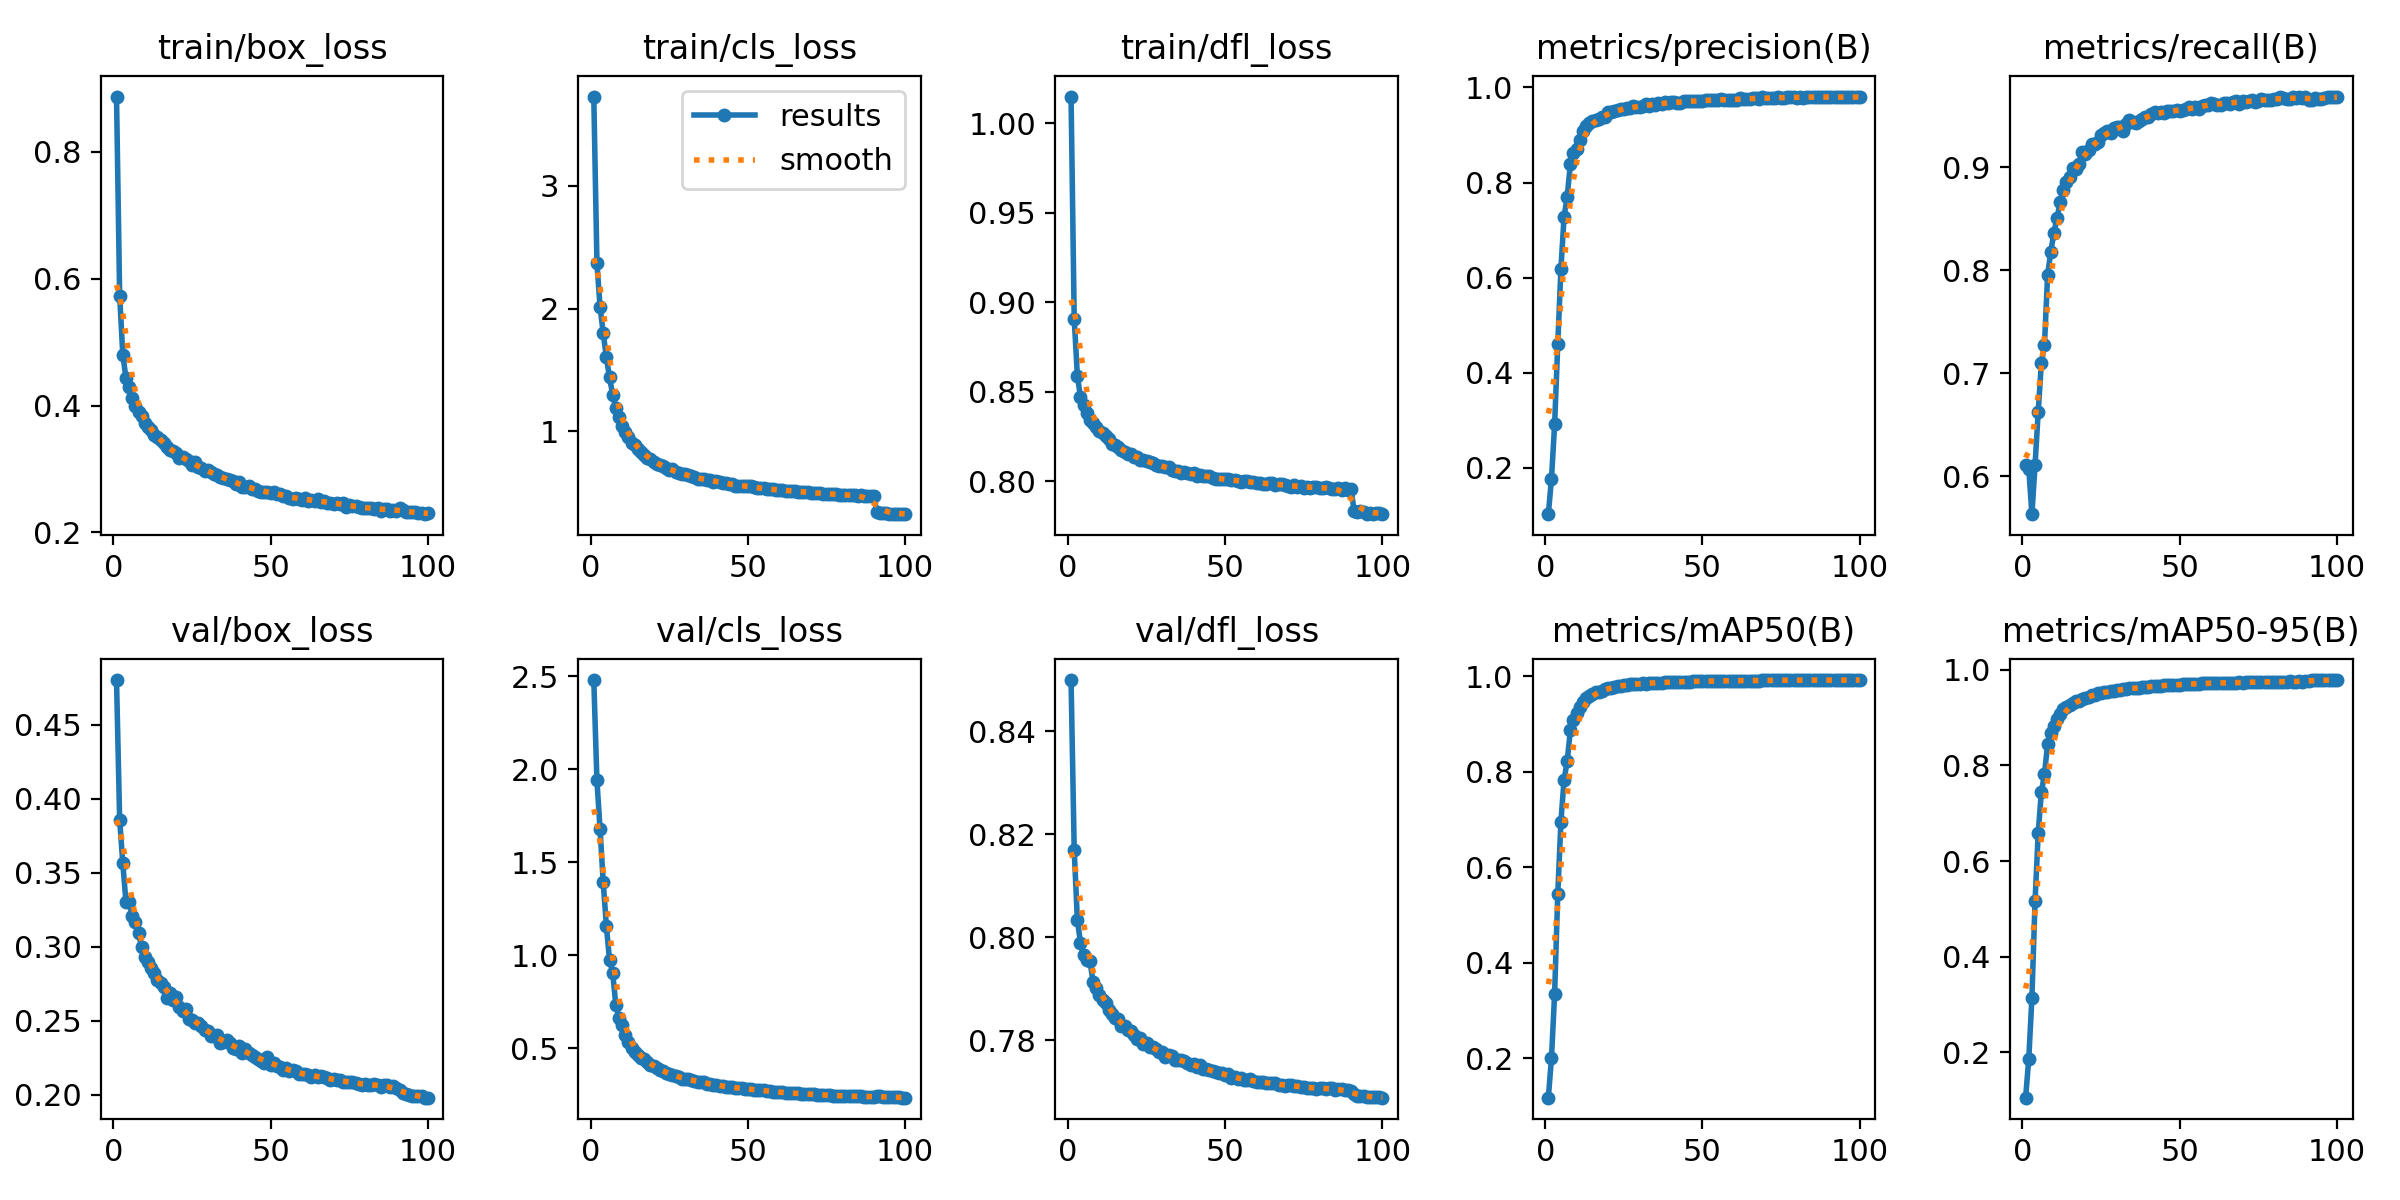 train/box_loss
0.8
0.6
0.4
0.2
0 50 100
train/cls_loss
results
smooth
3
2
1
0 50 100
train/dfl_loss
1.00
0.95
0.90
0.85
0.80
0 50 100
metrics/precision(B)
1.0
0.8
0.6
0.4
0.2
0 50 100
metrics/recall(B)
0.9
0.8
0.7
0.6
0 50 100
val/box_loss
0.45
0.40
0.35
0.30
0.25
0.20
0 50 100
val/cls_loss
2.5
2.0
1.5
1.0
0.5
0 50 100
val/dfl_loss
0.84
0.82
0.80
0.78
0 50 100
metrics/mAP50(B)
1.0
0.8
0.6
0.4
0.2
0 50 100
metrics/mAP50-95(B)
1.0
0.8
0.6
0.4
0.2
0 50 100